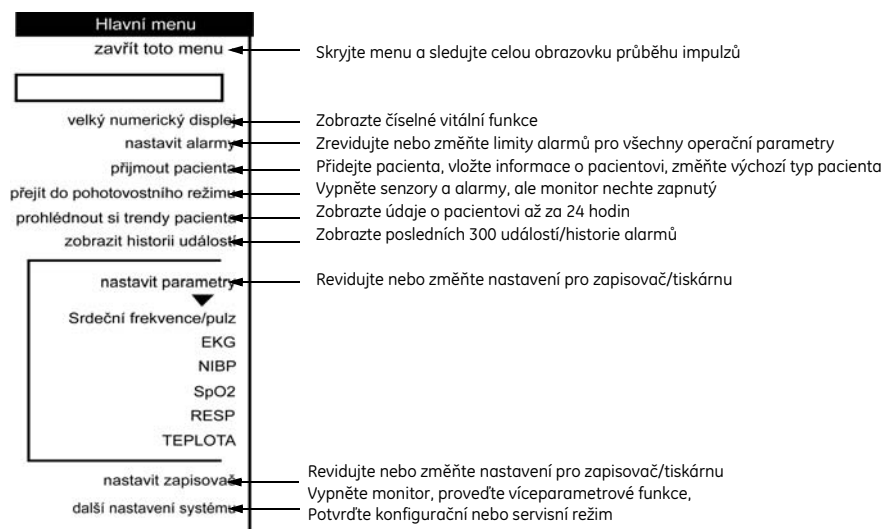 Hlavní menu
zavřít toto menu Skryjte menu a sledujte celou obrazovku průběhu impulzů
velký numerický displej Zobrazte číselné vitální funkce
nastavit alarmy Zrevidujte nebo změňte limity alarmů pro všechny operační parametry
přijmout pacienta Přidejte pacienta, vložte informace o pacientovi, změňte výchozí typ pacienta
přejít do pohotovostního režimu Vypněte senzory a alarmy, ale monitor nechte zapnutý
prohlédnout si trendy pacienta Zobrazte údaje o pacientovi až za 24 hodin
zobrazit historii událostí Zobrazte posledních 300 událostí/historie alarmů
nastavit parametry Revidujte nebo změňte nastavení pro zapisovač/tiskárnu
Srdeční frekvence/pulz
EKG
NIBP
SpO2
RESP
TEPLOTA
nastavit zapisovač Revidujte nebo změňte nastavení pro zapisovač/tiskárnu
další nastavení systému Vypněte monitor, proveďte víceparametrové funkce,
Potvrďte konfigurační nebo servisní režim